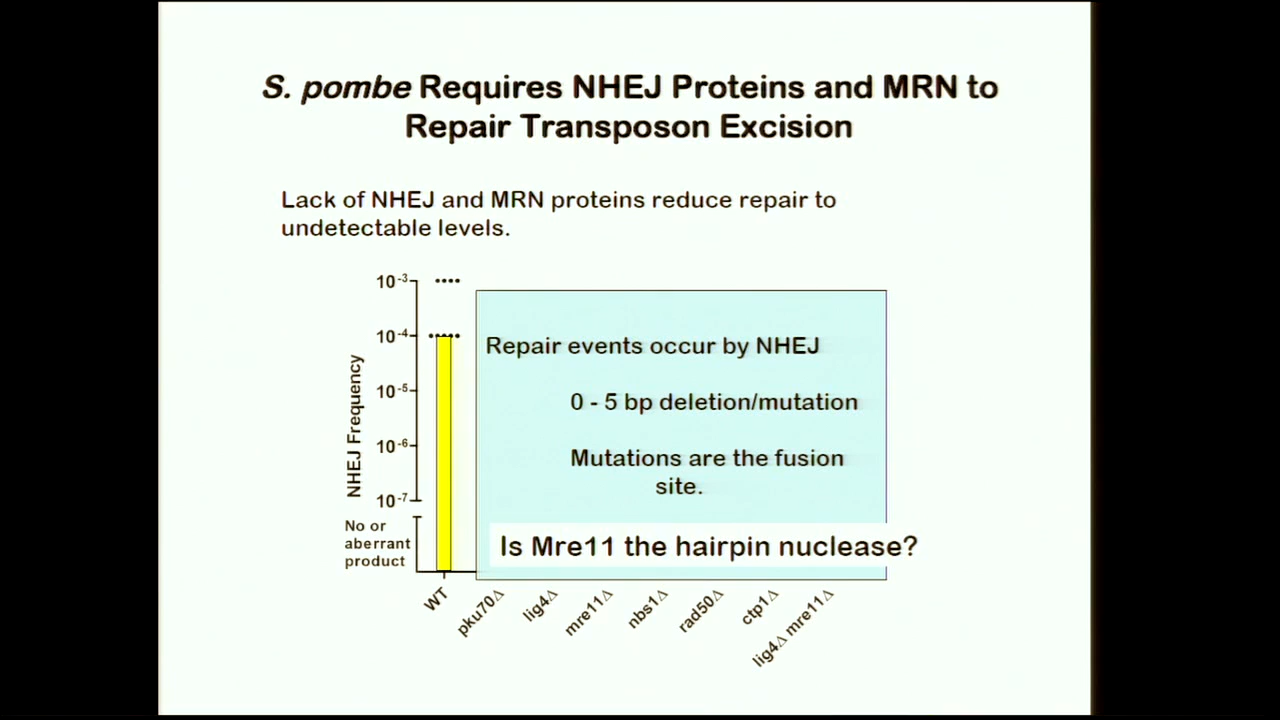 S. pombe Requires NHEJ Proteins and MRN to
Repair Transposon Excision
Lack of NHEJ and MRN proteins reduce repair to
undetectable levels.
NHEJ Frequency
10-3
10-4
10-5
10-6
10-7
No or
aberrant
product
Repair events occur by NHEJ
0 - 5 bp deletion/mutation
Mutations are the fusion
site.
Is Mre11 the hairpin nuclease?
WT
pku70Δ
lig4Δ
mre11Δ
nbs1Δ
rad50Δ
ctp1Δ
lig4Δ mre11Δ